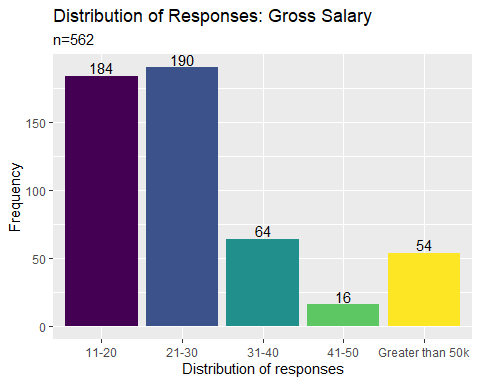 Distribution of Responses: Gross Salary
n=562
184
190
64
16
54
Frequency
150
100
50
0
11-20 21-30 31-40 41-50 Greater than 50k
Distribution of responses